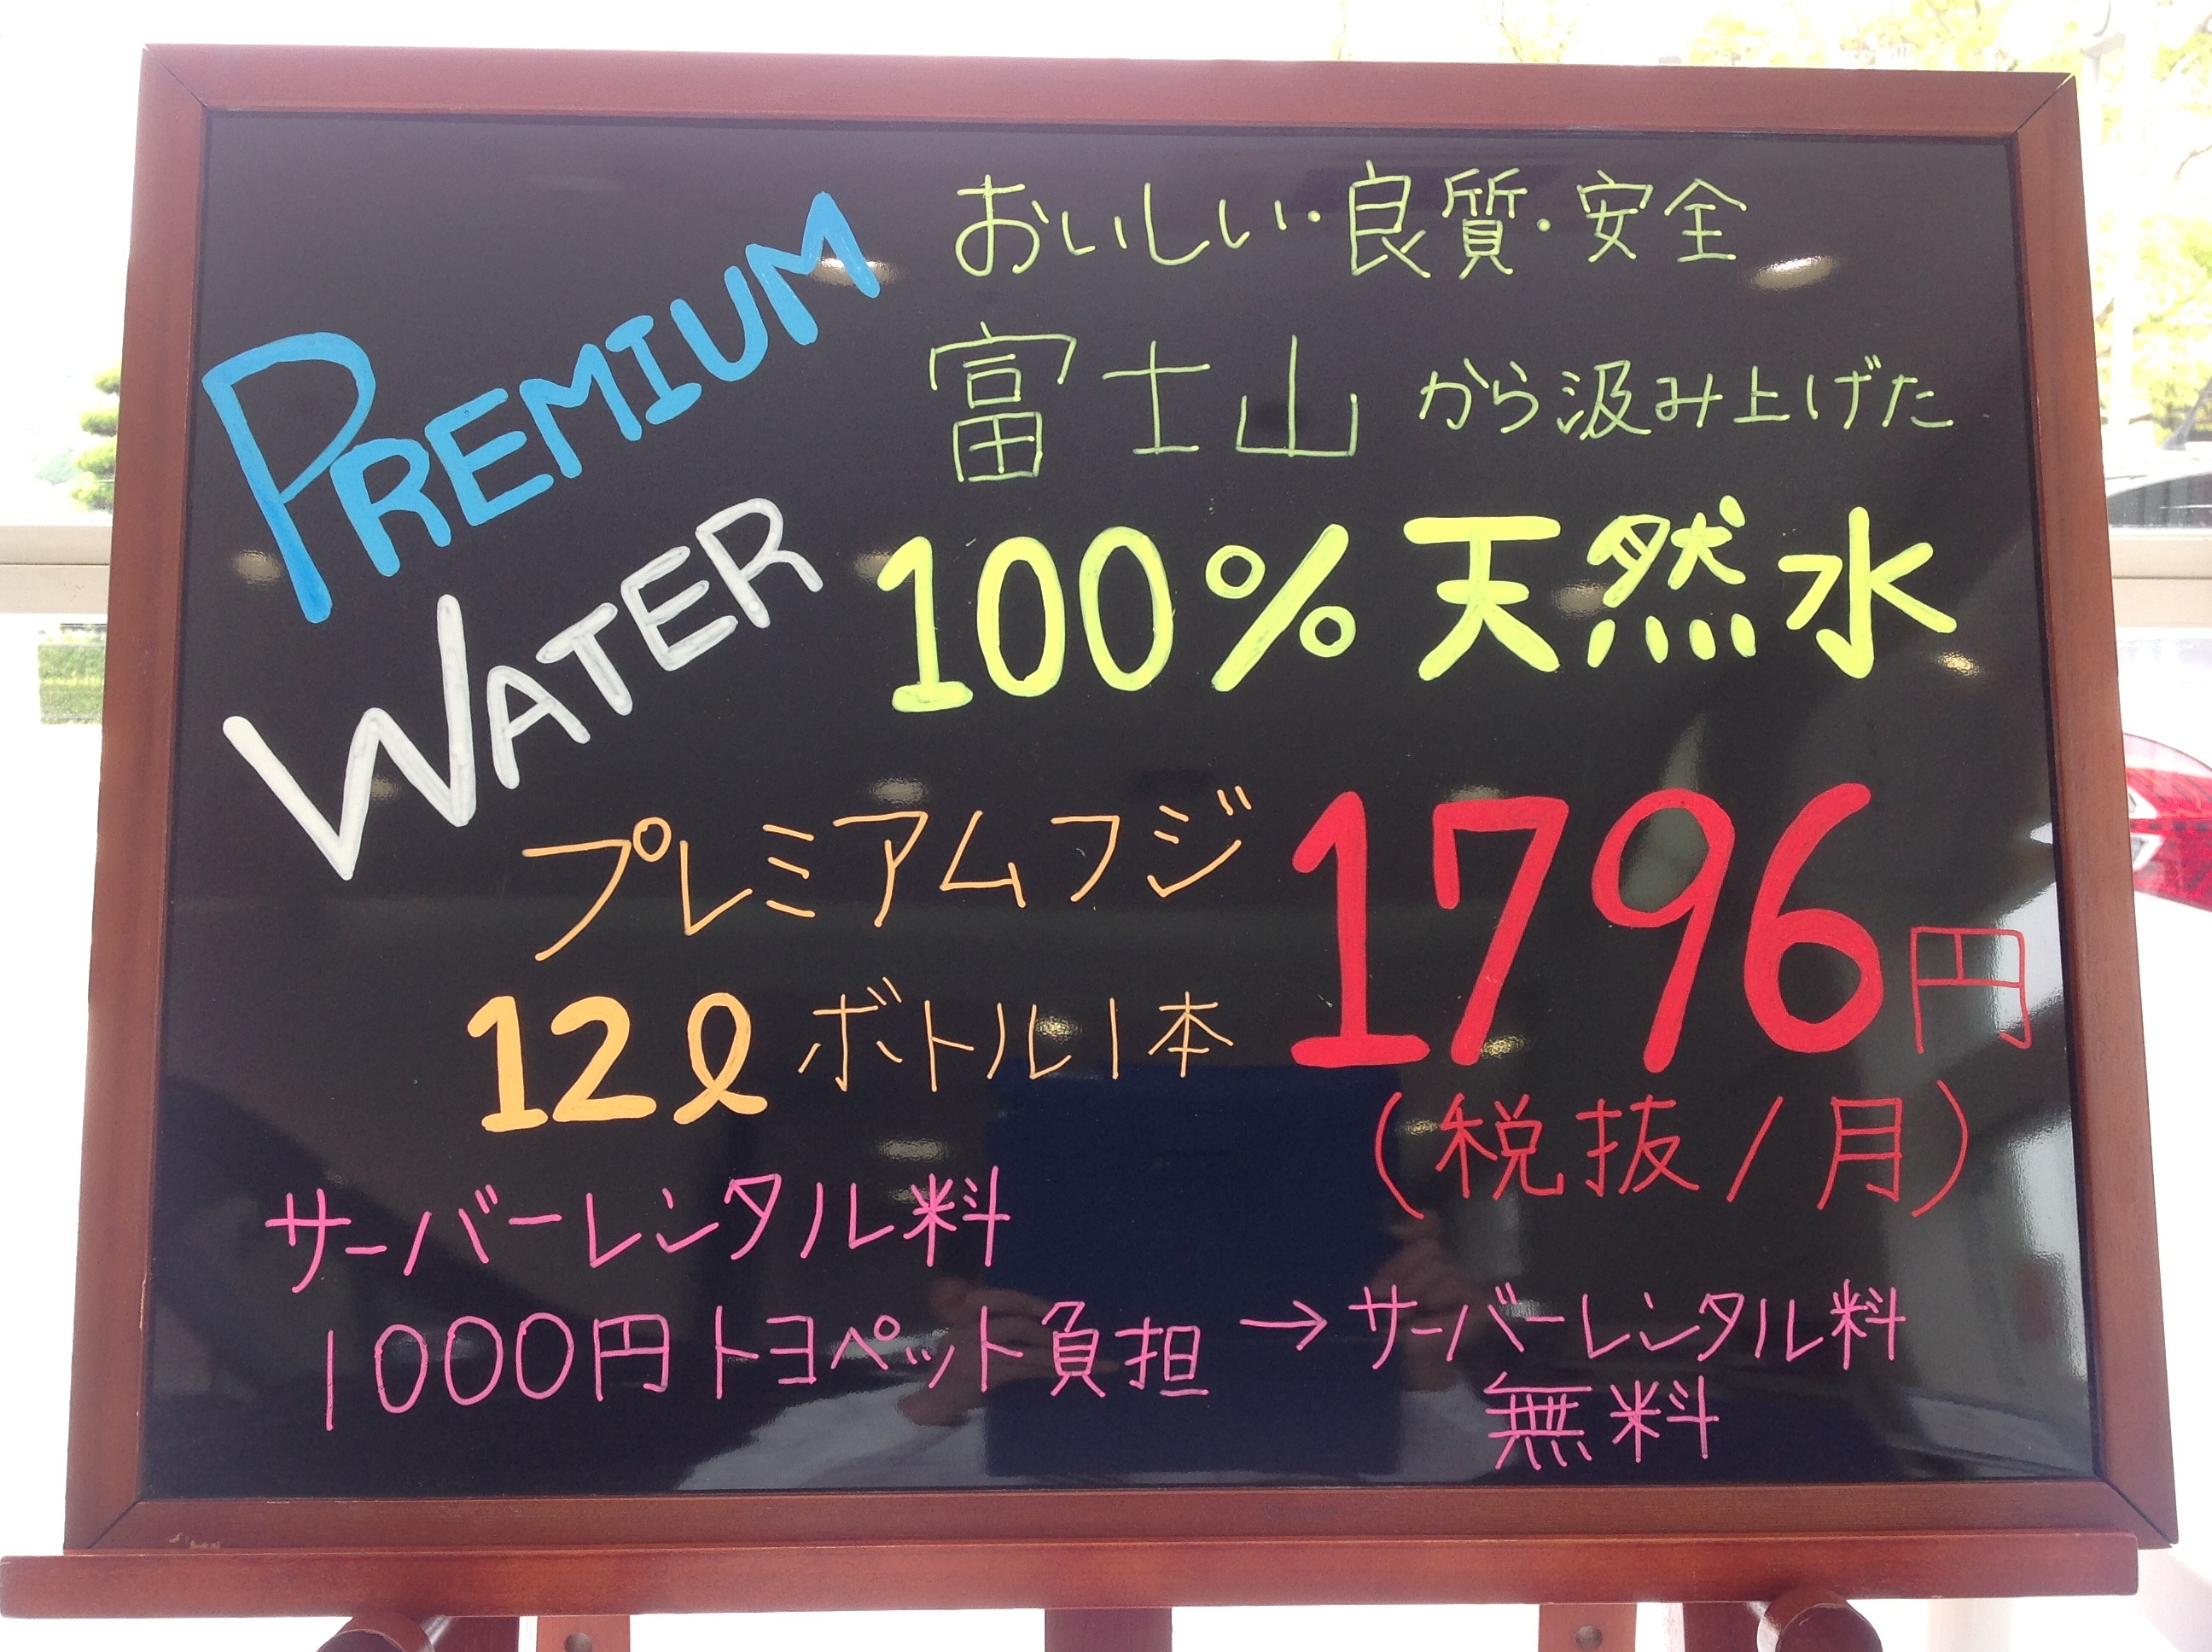 PREMIUM
WATER
おいしい・良質・安全
富士山から汲み上げた
100%天然水
プレミアムフジ
12ℓボトル1本
1796円
(税抜/月)
サーバーレンタル料
1000円トヨペット負担→サーバーレンタル料
無料